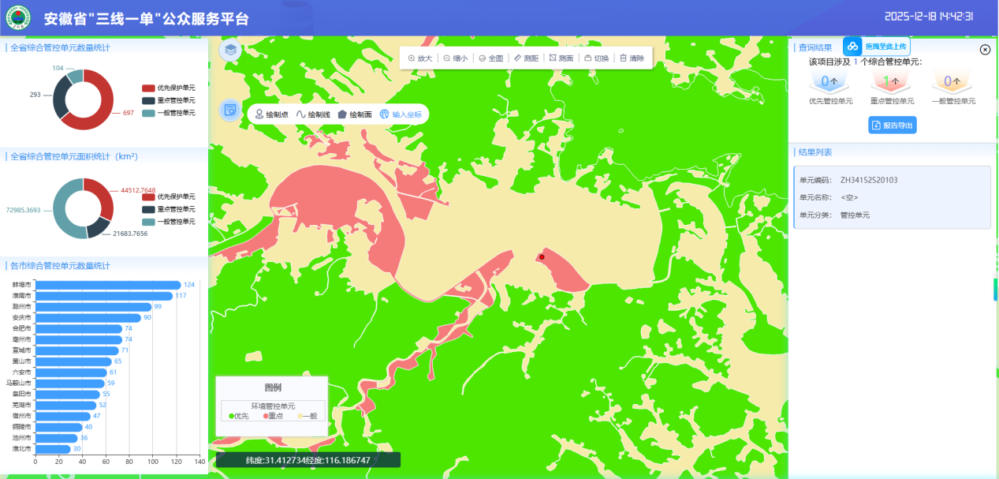 安徽省"三线一单"公众服务平台
2025-12-18 14:42:31
全省综合管控单元数量统计
104
293
697
优先保护单元
重点管控单元
一般管控单元
全省综合管控单元面积统计（km²）
44512.7648
72985.3693
21683.7656
优先保护单元
重点管控单元
一般管控单元
各市综合管控单元数量统计
蚌埠市 124
淮南市 117
滁州市 99
安庆市 90
合肥市 74
亳州市 74
宣城市 71
黄山市 65
六安市 61
马鞍山市 59
阜阳市 55
芜湖市 52
宿州市 47
铜陵市 40
池州市 36
淮北市 30
0 20 40 60 80 100 120 140
放大 缩小 全图 测距 测面 切换 清除
绘制点 绘制线 绘制面 输入坐标
图例
环境管控单元
优先 重点 一般
纬度:31.412734经度:116.186747
查询结果
拖拽至此上传
该项目涉及 1 个综合管控单元:
0个 1个 0个
优先管控单元 重点管控单元 一般管控单元
报告导出
结果列表
单元编码: ZH34152520103
单元名称: <空>
单元分类: 管控单元